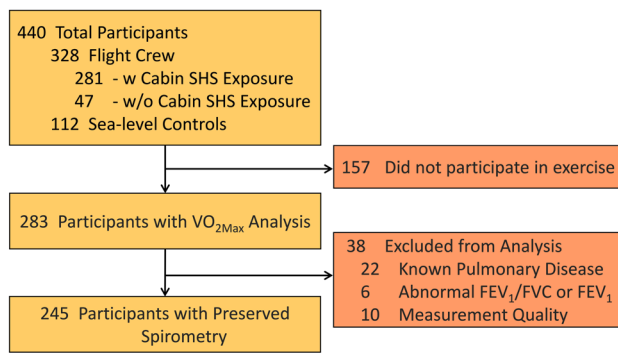 440 Total Participants
328 Flight Crew
281 - w Cabin SHS Exposure
47 - w/o Cabin SHS Exposure
112 Sea-level Controls
157 Did not participate in exercise
283 Participants with VO2Max Analysis
38 Excluded from Analysis
22 Known Pulmonary Disease
6 Abnormal FEV1/FVC or FEV1
10 Measurement Quality
245 Participants with Preserved
Spirometry